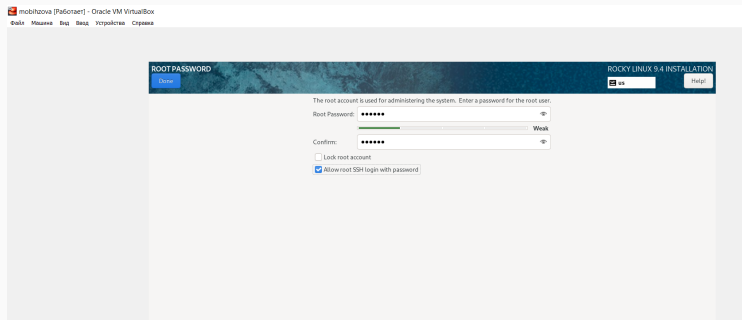 mobihzova [Работает] - Oracle VM VirtualBox
Файл Машина Вид Ввод Устройства Справка
ROOT PASSWORD
ROCKY LINUX 9.4 INSTALLATION
Done
us
Help!
The root account is used for administering the system. Enter a password for the root user.
Root Password: ●●●●●●
Weak
Confirm: ●●●●●●
Lock root account
Allow root SSH login with password